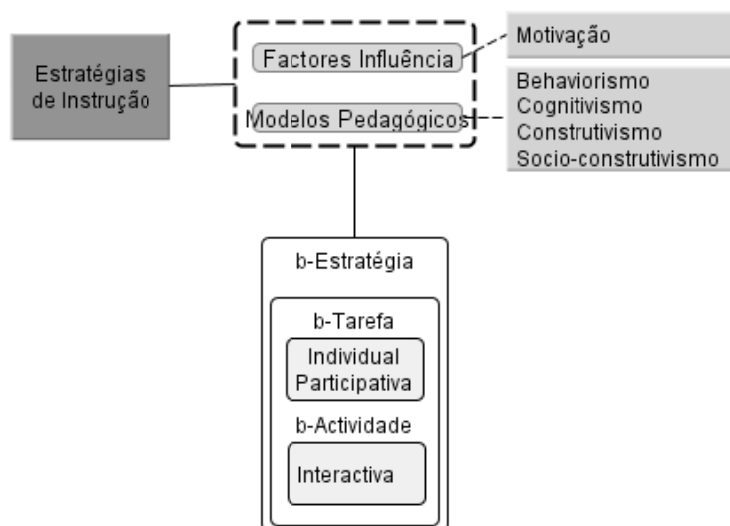 Estratégias
de Instrução
Factores Influência
Modelos Pedagógicos
Motivação
Behaviorismo
Cognitivismo
Construtivismo
Socio-construtivismo
b-Estratégia
b-Tarefa
Individual
Participativa
b-Actividade
Interactiva